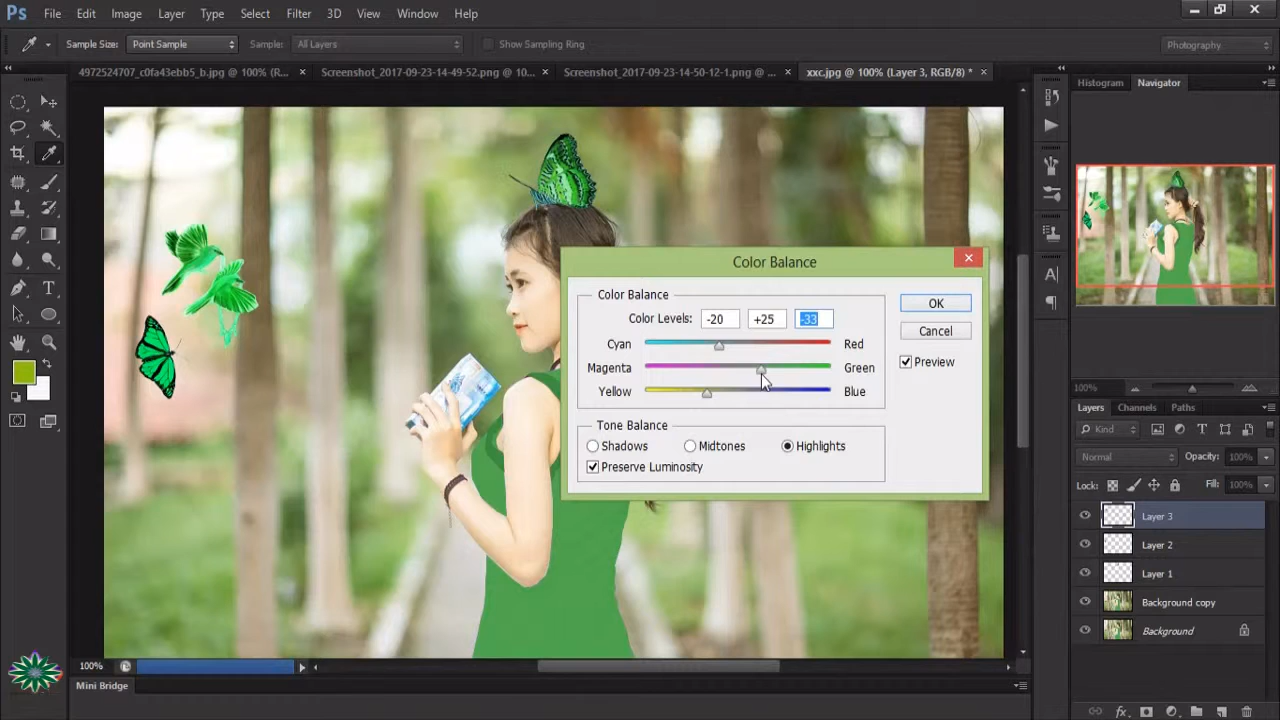 Ps File Edit Image Layer Type Select Filter 3D View Window Help
Sample Size: Point Sample Sample: All Layers Show Sampling Ring Photography
4972524707_c0fa43ebb5_b.jpg @ 100% (R... × Screenshot_2017-09-23-14-49-52.png @ 10... × Screenshot_2017-09-23-14-50-12-1.png @ ... × xxc.jpg @ 100% (Layer 3, RGB/8) * ×
Histogram Navigator
Color Balance
Color Balance
Color Levels: -20 +25 -33
Cyan Red
Magenta Green
Yellow Blue
OK
Cancel
Preview
Tone Balance
Shadows Midtones Highlights
Preserve Luminosity
100%
Layers Channels Paths
Kind
Normal Opacity: 100%
Lock: Fill: 100%
Layer 3
Layer 2
Layer 1
Background copy
Background
100%
Mini Bridge